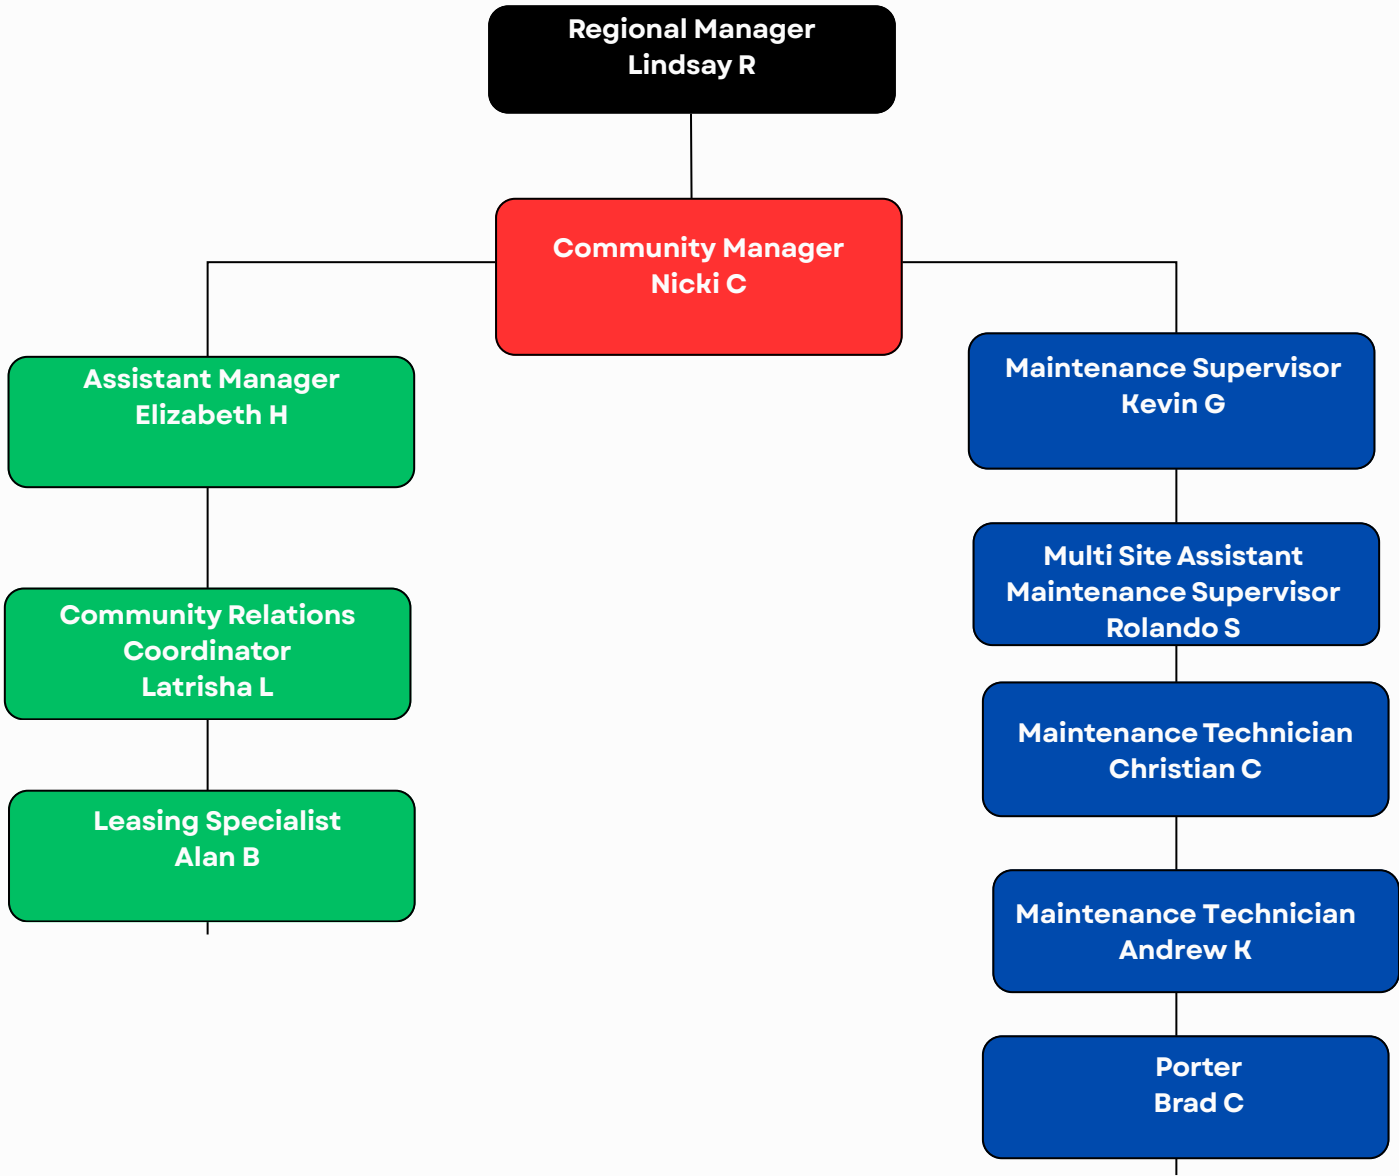 Regional Manager
Lindsay R
Community Manager
Nicki C
Assistant Manager
Elizabeth H
Community Relations
Coordinator
Latrisha L
Leasing Specialist
Alan B
Maintenance Supervisor
Kevin G
Multi Site Assistant
Maintenance Supervisor
Rolando S
Maintenance Technician
Christian C
Maintenance Technician
Andrew K
Porter
Brad C